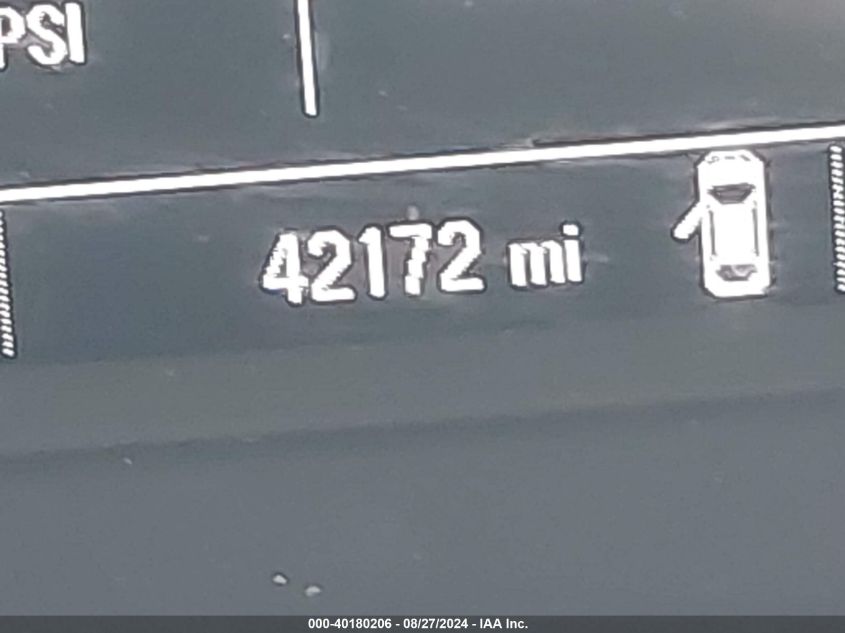 PSI
42172 mi
000-40180206 - 08/27/2024 - IAA Inc.